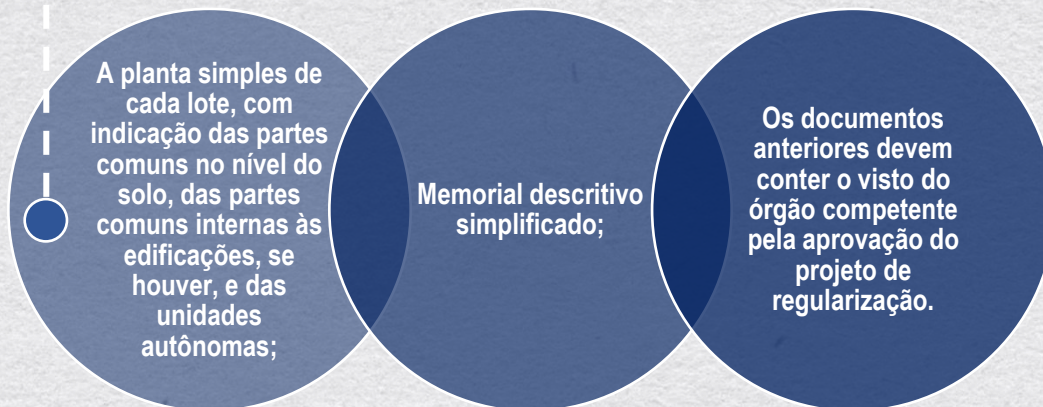 A planta simples de
cada lote, com
indicação das partes
comuns no nível do
solo, das partes
comuns internas às
edificações, se
houver, e das
unidades
autônomas;
Memorial descritivo
simplificado;
Os documentos
anteriores devem
conter o visto do
órgão competente
pela aprovação do
projeto de
regularização.